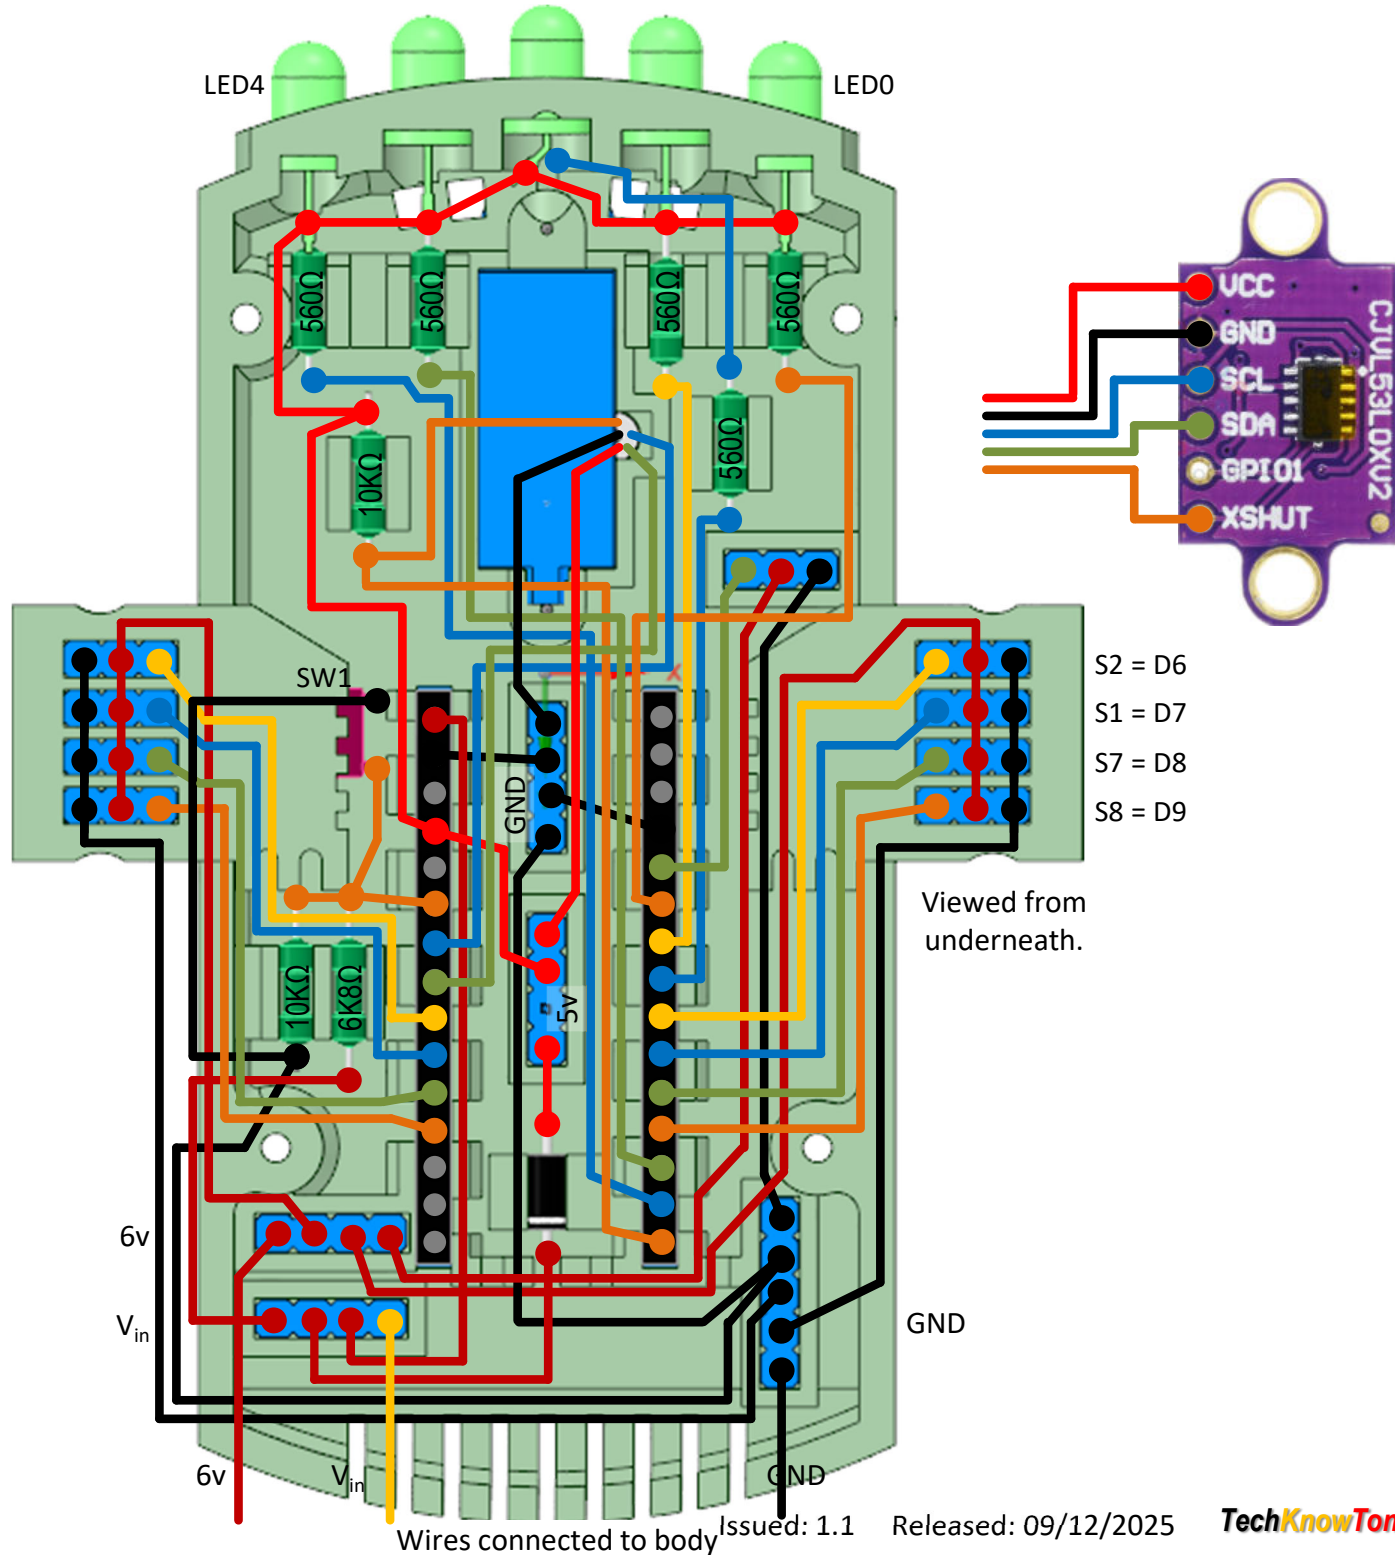 LED4
LED0
560Ω
560Ω
560Ω
560Ω
10KΩ
560Ω
VCC
GND
SCL
SDA
GPIO1
XSHUT
CJVL53L0XV2
SW1
X
S2 = D6
S1 = D7
S7 = D8
S8 = D9
GND
Viewed from
underneath.
10KΩ
6K8Ω
5v
6v
Vin
GND
6v
Vin
GND
Wires connected to body
Issued: 1.1
Released: 09/12/2025
TechKnowTon